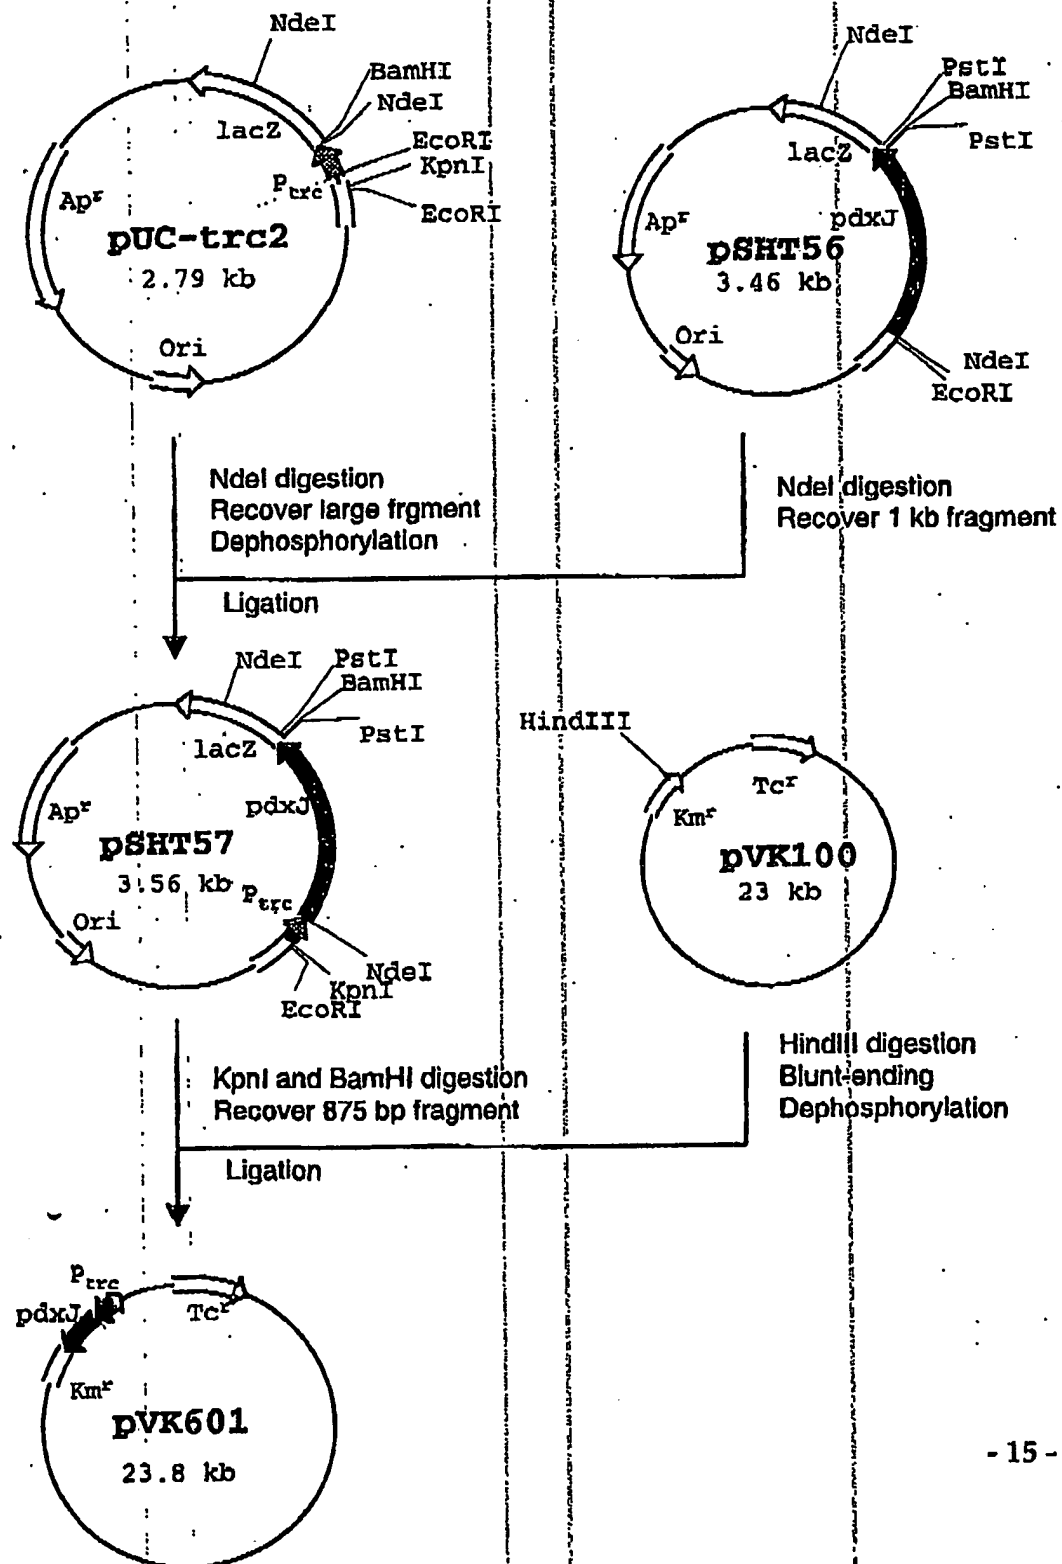 NdeI
BamHI
NdeI
lacZ
EcoRI
KpnI
Ptrc
EcoRI
Apr
pUC-trc2
2.79 kb
Ori
NdeI
PstI
BamHI
PstI
lacZ
Apr
pdxJ
pSHT56
3.46 kb
Ori
NdeI
EcoRI
NdeI digestion
Recover large frgment
Dephosphorylation
NdeI digestion
Recover 1 kb fragment
Ligation
NdeI
PstI
BamHI
PstI
lacZ
Apr
pdxJ
pSHT57
3.56 kb
Ptrc
Ori
NdeI
KpnI
EcoRI
HindIII
Tcr
Kmr
pVK100
23 kb
KpnI and BamHI digestion
Recover 875 bp fragment
HindIII digestion
Blunt-ending
Dephosphorylation
Ligation
Ptrc
pdxJ
Tcr
Kmr
pVK601
23.8 kb
- 15 -